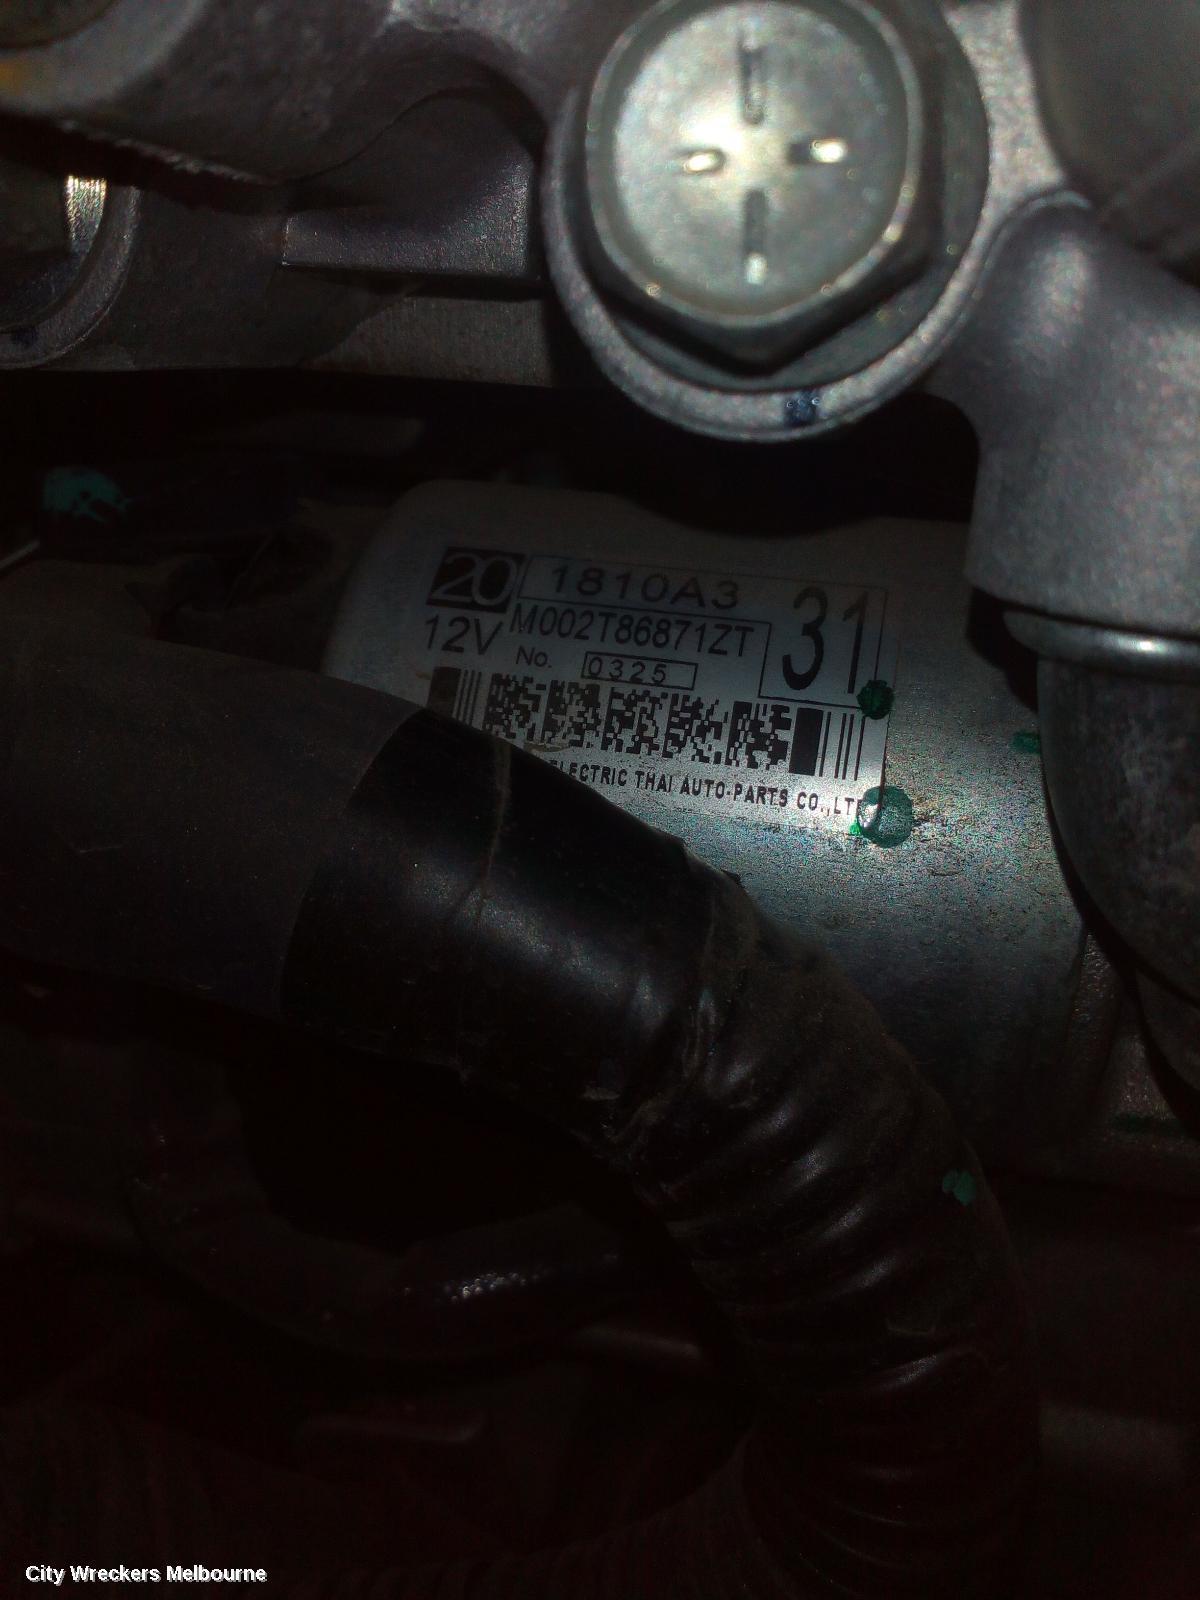 20 1810A3 31
12V M002T86871ZT
No. 0325
ELECTRIC THAI AUTO-PARTS CO.,LT
City Wreckers Melbourne